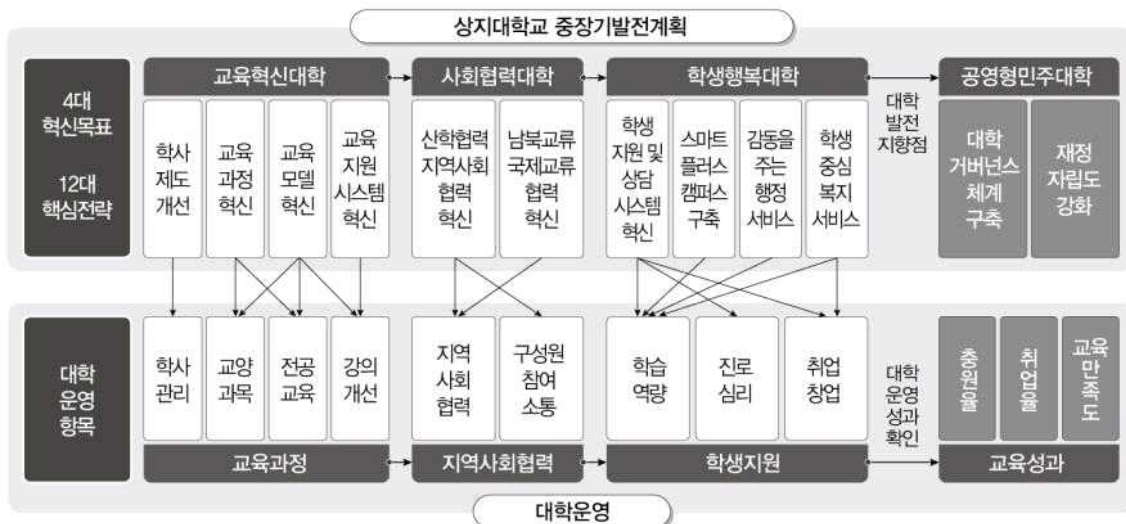 상지대학교 중장기발전계획
4대
혁신목표
12대
핵심전략
교육혁신대학
학사
제도
개선
교육
과정
혁신
교육
모델
혁신
교육
지원
시스템
혁신
사회협력대학
산학협력
지역사회
협력
혁신
남북교류
국제교류
협력
혁신
학생행복대학
학생
지원 및
상담
시스템
혁신
스마트
플러스
캠퍼스
구축
감동을
주는
행정
서비스
학생
중심
복지
서비스
대학
발전
지향점
공영형민주대학
대학
거버넌스
체계
구축
재정
자립도
강화
대학
운영
항목
학사
관리
교양
과목
전공
교육
강의
개선
교육과정
지역
사회
협력
구성원
참여
소통
지역사회협력
학습
역량
진로
심리
취업
창업
학생지원
대학
운영
성과
확인
충원율
취업율
교육
만족도
교육성과
대학운영